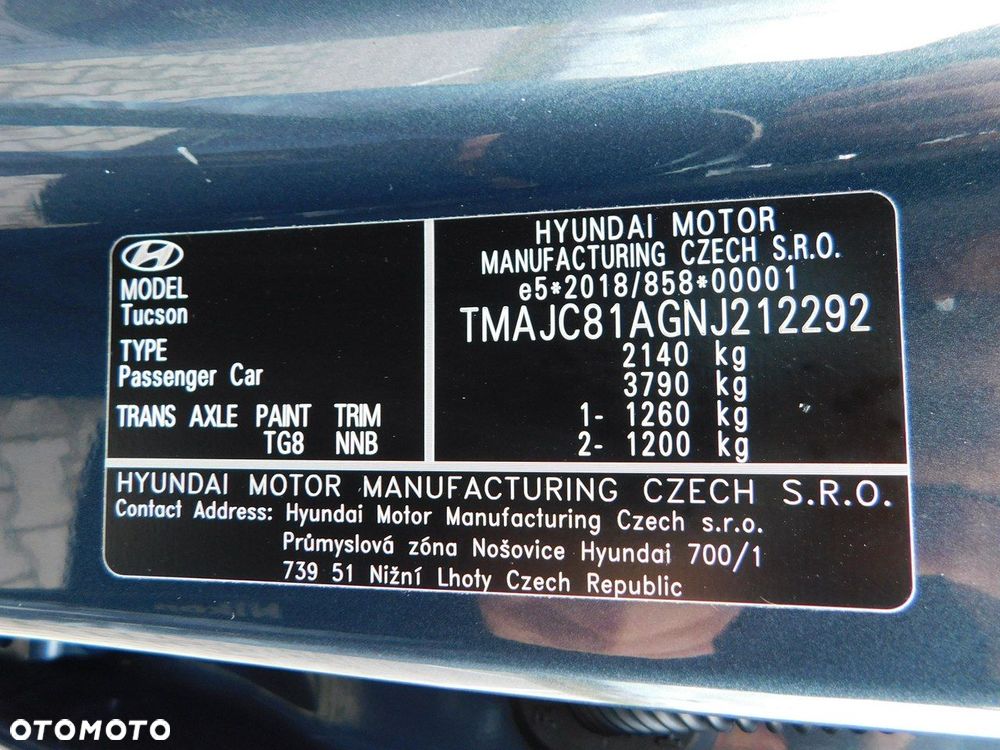 MODEL
Tucson
TYPE
Passenger Car
TRANS AXLE PAINT TRIM
TG8 NNB
HYUNDAI MOTOR
MANUFACTURING CZECH S.R.O.
e5*2018/858*00001
TMAJC81AGNJ212292
2140 kg
3790 kg
1- 1260 kg
2- 1200 kg
HYUNDAI MOTOR MANUFACTURING CZECH S.R.O.
Contact Address: Hyundai Motor Manufacturing Czech s.r.o.
Průmyslová zóna Nošovice Hyundai 700/1
739 51 Nižní Lhoty Czech Republic
OTOMOTO